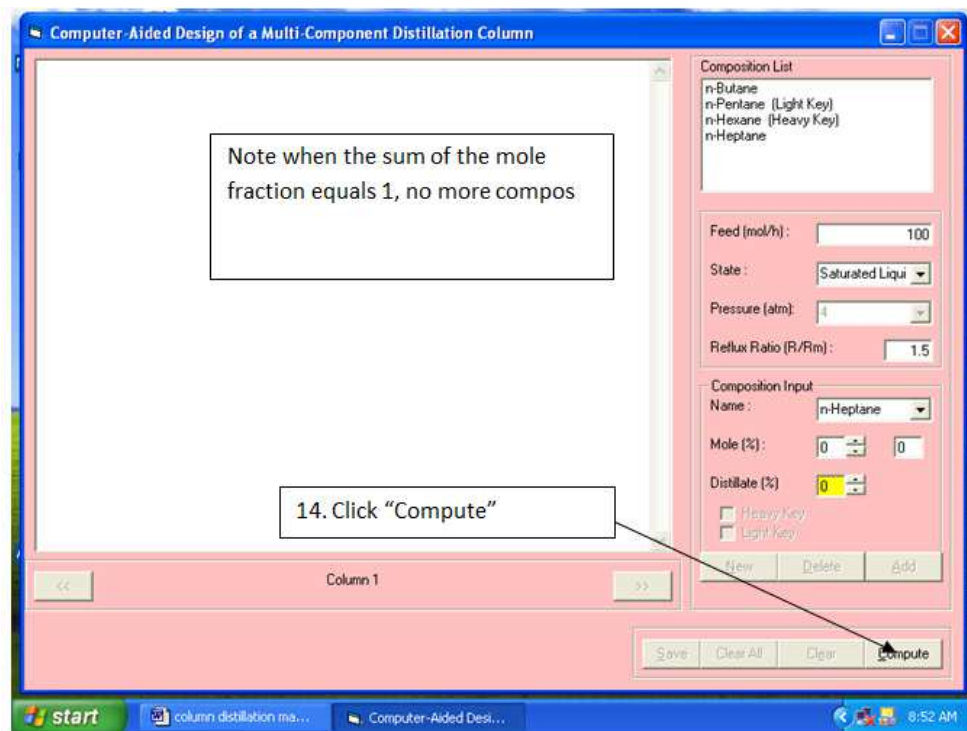 Computer-Aided Design of a Multi-Component Distillation Column
Note when the sum of the mole
fraction equals 1, no more compos
14. Click “Compute”
Composition List
n-Butane
n-Pentane (Light Key)
n-Hexane (Heavy Key)
n-Heptane
Feed (mol/h) : 100
State : Saturated Liqui
Pressure (atm): 4
Reflux Ratio (R/Rm) : 1.5
Composition Input
Name : n-Heptane
Mole (%) : 0 0
Distillate (%) 0
Heavy Key
Light Key
New Delete Add
<< Column 1 >>
Save Clear All Clear Compute
start column distillation ma... Computer-Aided Desi... 8:52 AM